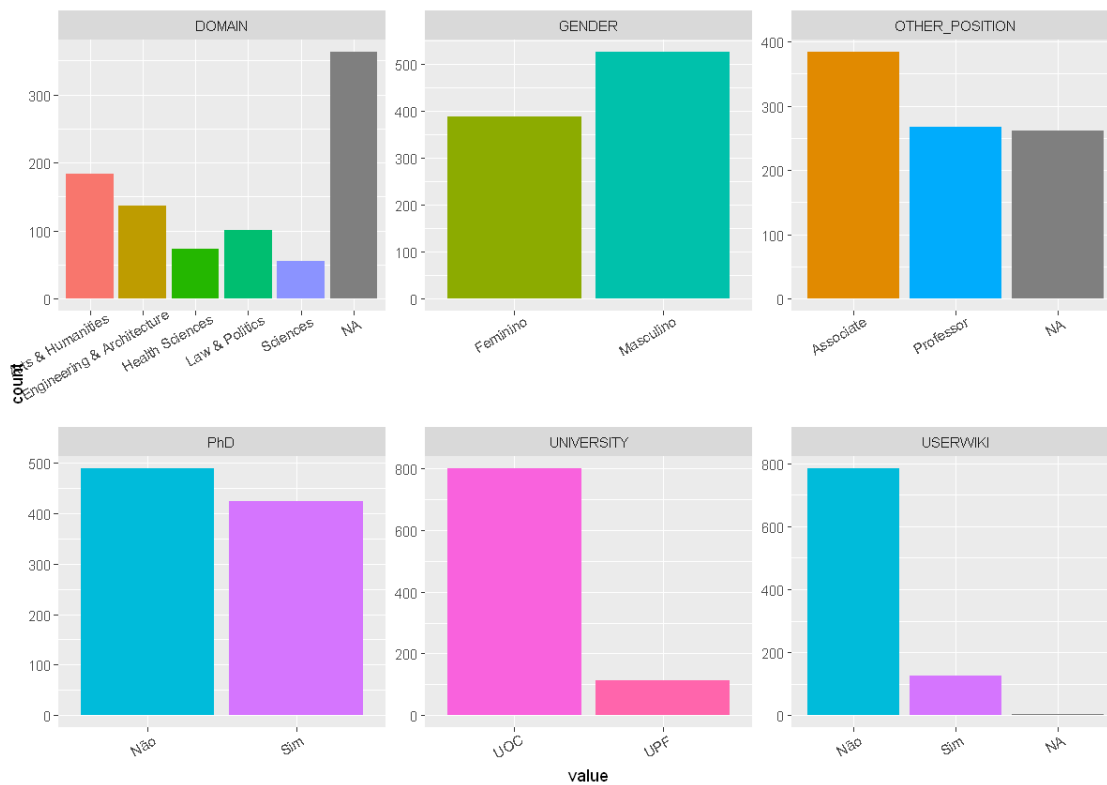 DOMAIN
GENDER
OTHER_POSITION
300
200
100
0
500
400
300
200
100
0
400
300
200
100
0
Arts & Humanities
Engineering & Architecture
Health Sciences
Law & Politics
Sciences
NA
Feminino
Masculino
Associate
Professor
NA
count
PhD
UNIVERSITY
USERWIKI
500
400
300
200
100
0
800
600
400
200
0
800
600
400
200
0
Não
Sim
UOC
UPF
Não
Sim
NA
value